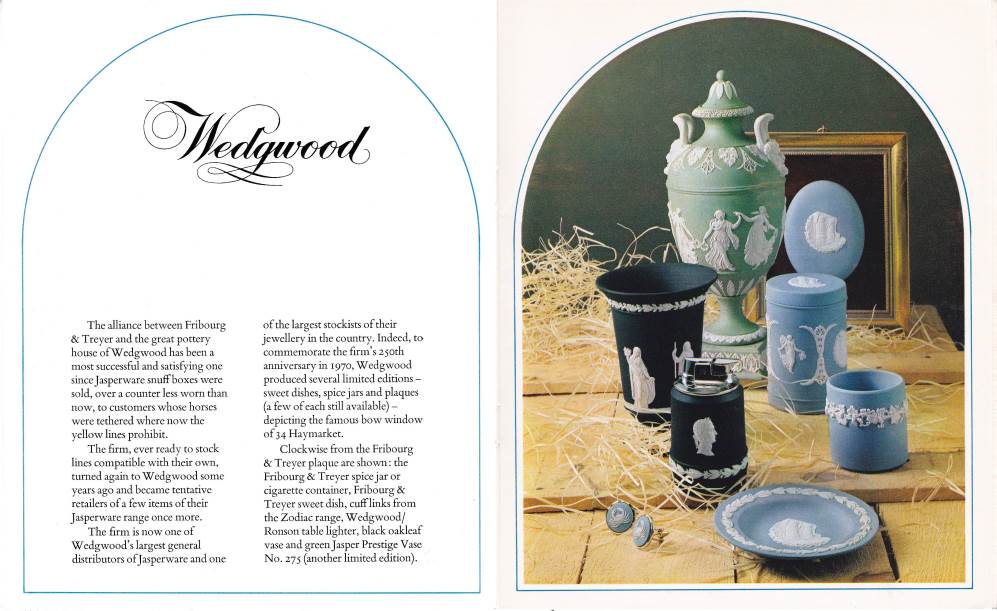 Wedgwood
The alliance between Fribourg
& Treyer and the great pottery
house of Wedgwood has been a
most successful and satisfying one
since Jasperware snuff boxes were
sold, over a counter less worn than
now, to customers whose horses
were tethered where now the
yellow lines prohibit.
The firm, ever ready to stock
lines compatible with their own,
turned again to Wedgwood some
years ago and became tentative
retailers of a few items of their
Jasperware range once more.
The firm is now one of
Wedgwood's largest general
distributors of Jasperware and one
of the largest stockists of their
jewellery in the country. Indeed, to
commemorate the firm's 250th
anniversary in 1970, Wedgwood
produced several limited editions –
sweet dishes, spice jars and plaques
(a few of each still available) –
depicting the famous bow window
of 34 Haymarket.
Clockwise from the Fribourg
& Treyer plaque are shown: the
Fribourg & Treyer spice jar or
cigarette container, Fribourg &
Treyer sweet dish, cuff links from
the Zodiac range, Wedgwood/
Ronson table lighter, black oakleaf
vase and green Jasper Prestige Vase
No. 275 (another limited edition).